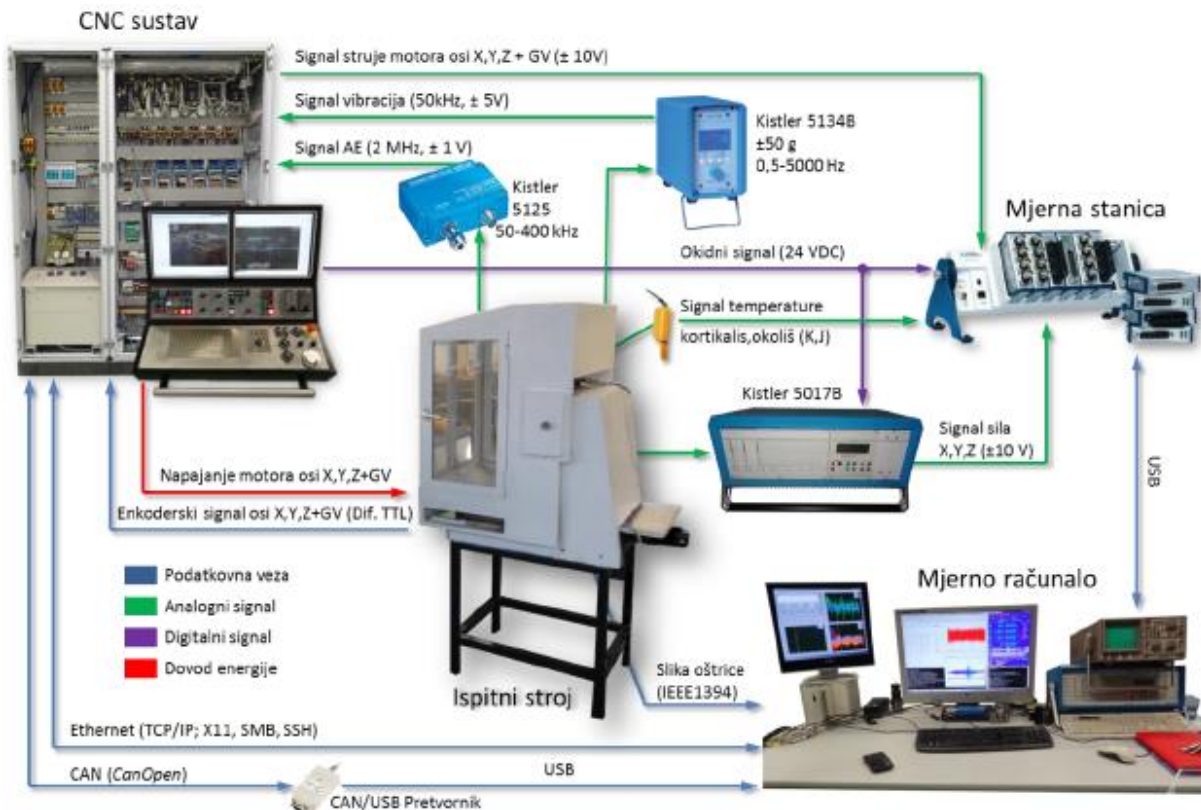 CNC sustav
Signal struje motora osi X,Y,Z + GV (± 10V)
Signal vibracija (50kHz, ± 5V)
Signal AE (2 MHz, ± 1 V)
Kistler 5134B
±50 g
0,5-5000 Hz
Kistler
5125
50-400 kHz
Mjerna stanica
Okidni signal (24 VDC)
Signal temperature
kortikalis,okoliš (K,J)
Kistler 5017B
Signal sila
X,Y,Z (±10 V)
USB
Napajanje motora osi X,Y,Z+GV
Enkoderski signal osi X,Y,Z+GV (Dif. TTL)
Podatkovna veza
Analogni signal
Digitalni signal
Dovod energije
Ispitni stroj
Mjerno računalo
Slika oštrice
(IEEE1394)
Ethernet (TCP/IP; X11, SMB, SSH)
CAN (CanOpen)
USB
CAN/USB Pretvornik